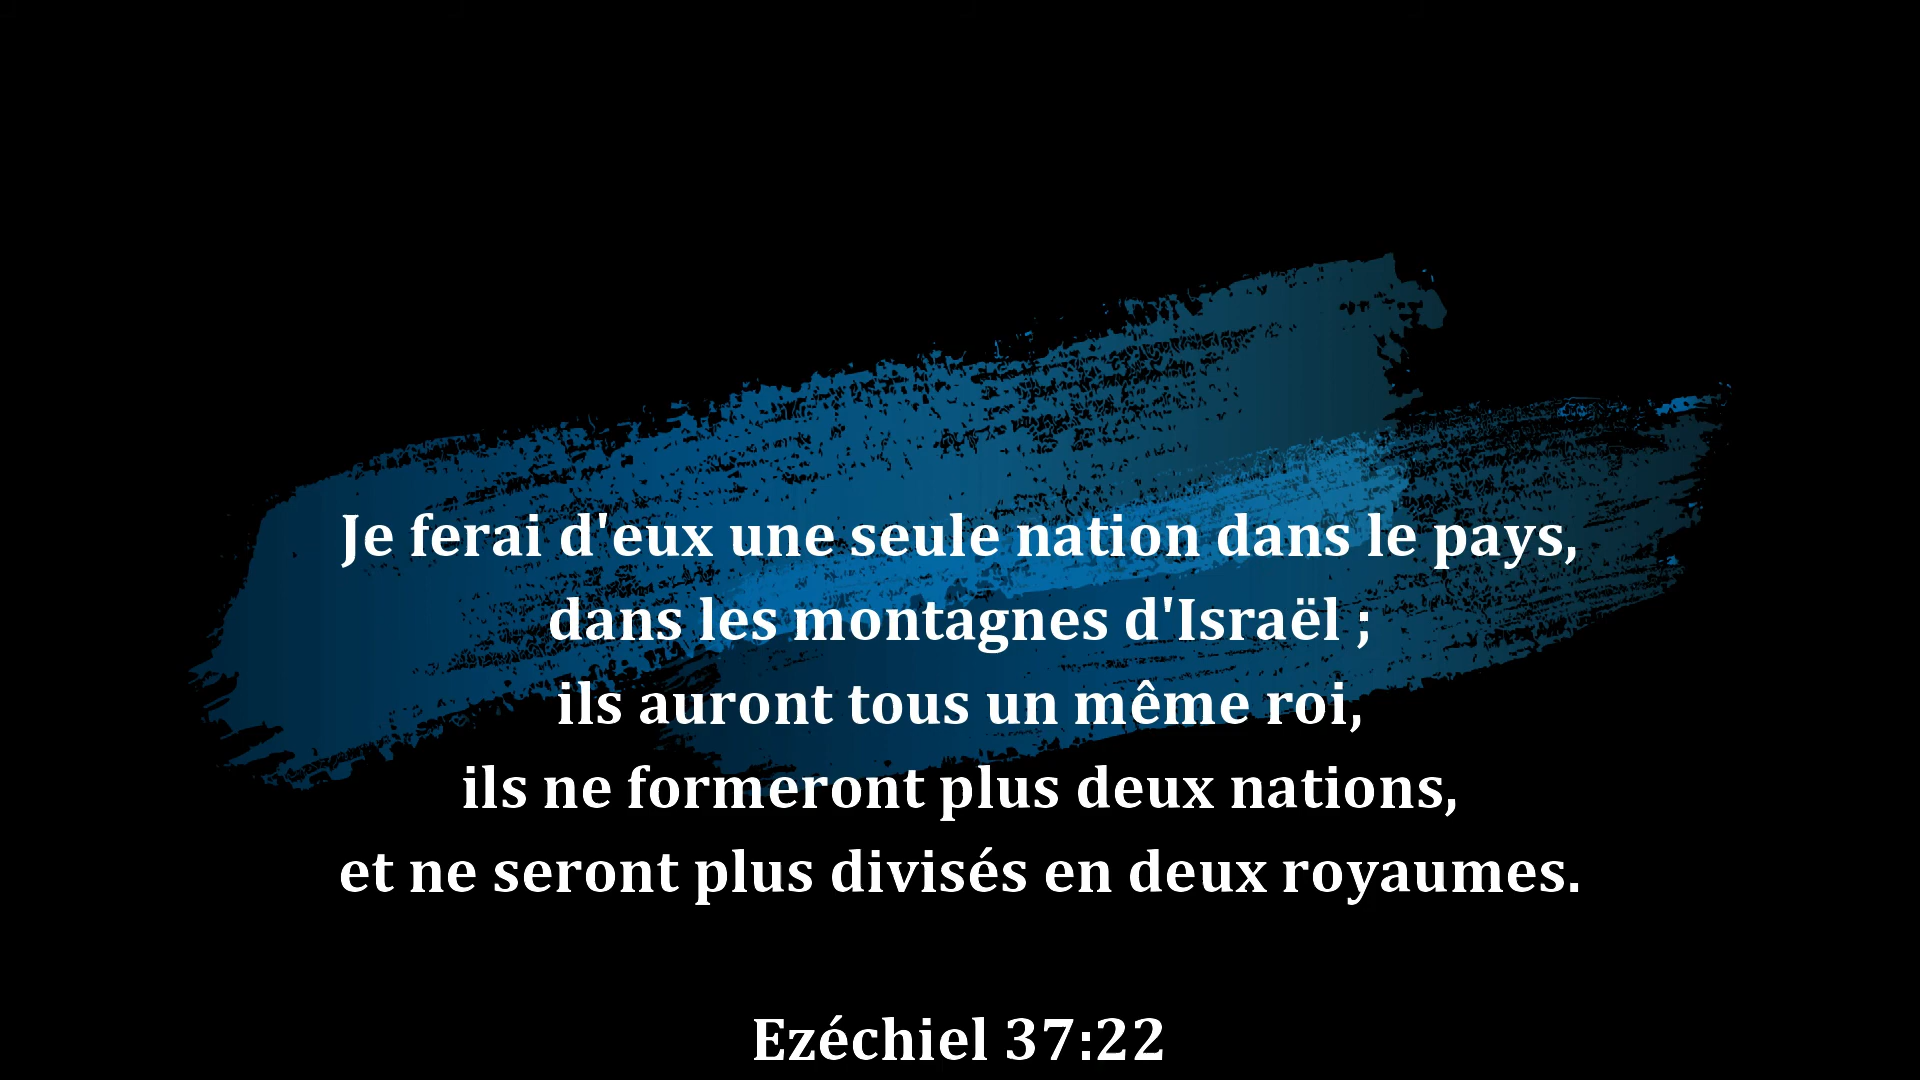 Je ferai d'eux une seule nation dans le pays,
dans les montagnes d'Israël ;
ils auront tous un même roi,
ils ne formeront plus deux nations,
et ne seront plus divisés en deux royaumes.
Ezéchiel 37:22